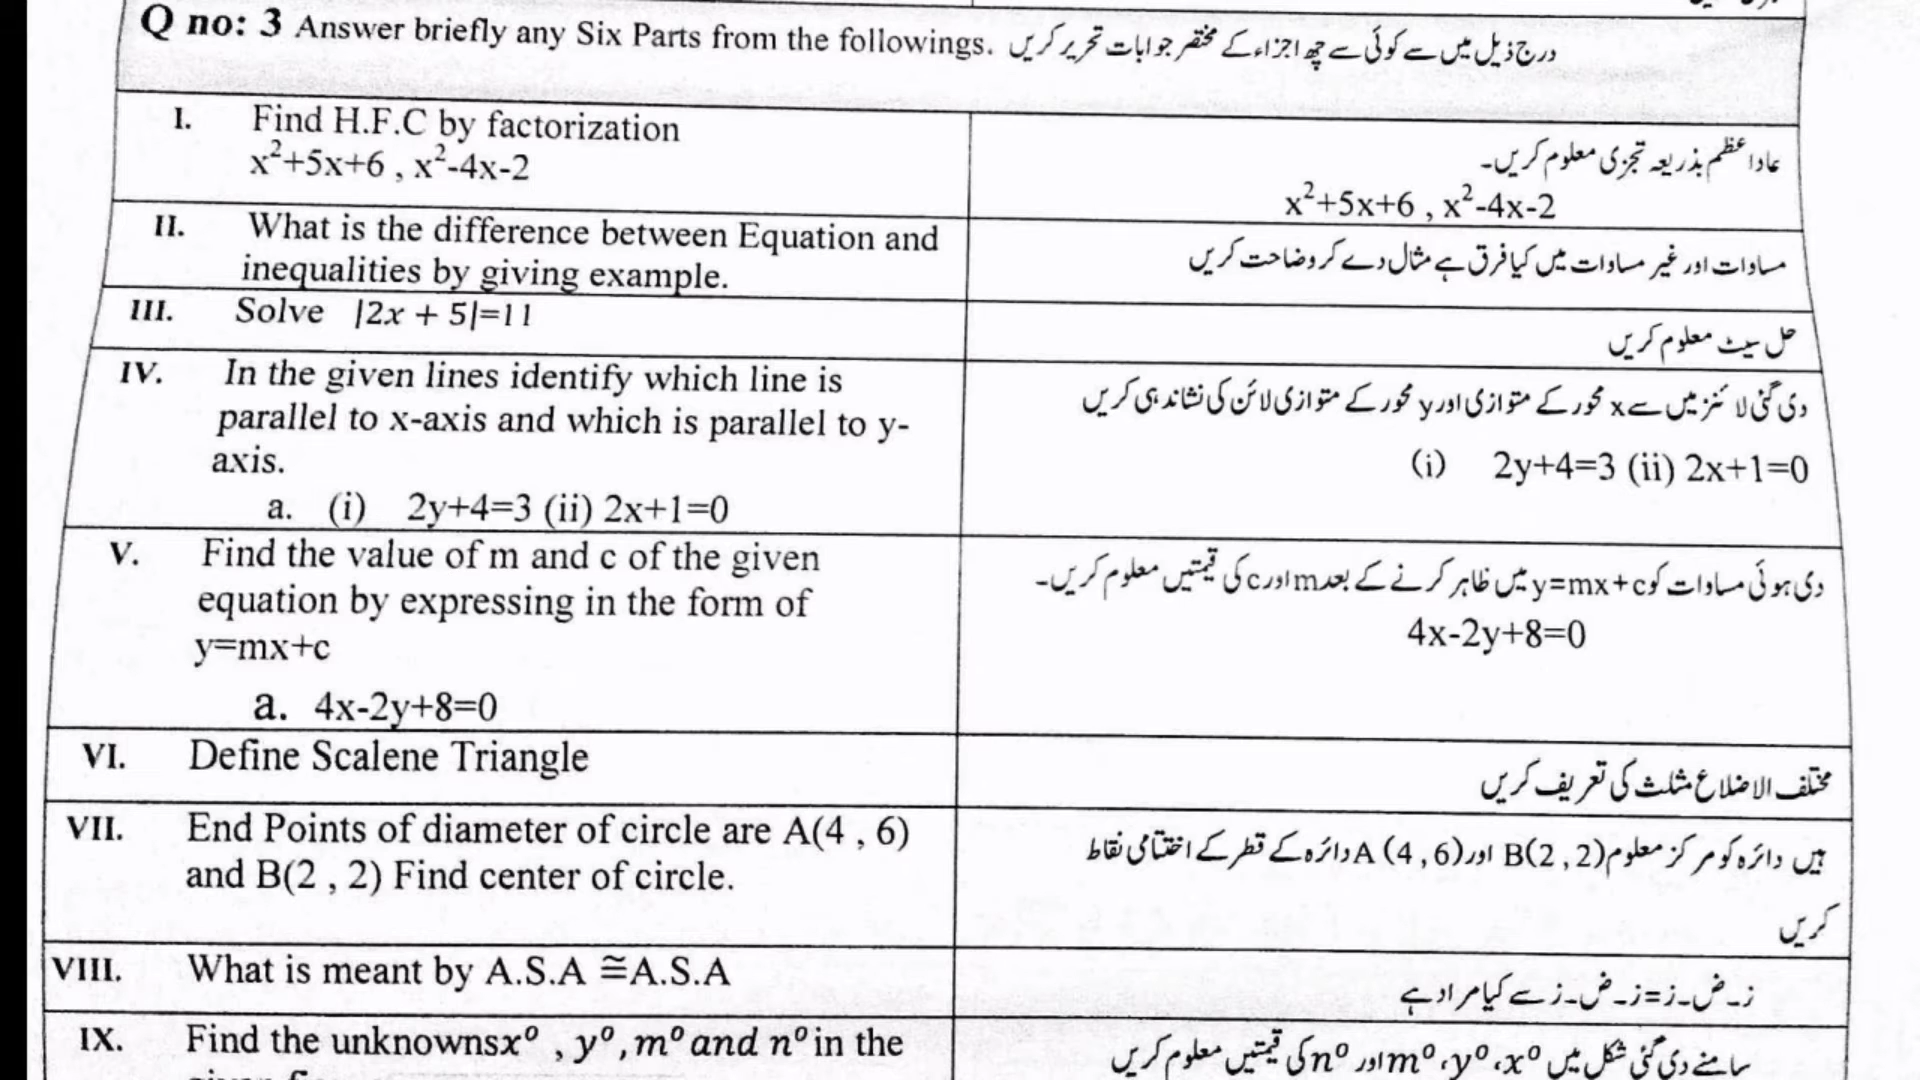 Q no: 3 Answer briefly any Six Parts from the followings. درج ذیل میں سے کوئی سے چھ اجزاء کے مختصر جوابات تحریر کریں
I. Find H.F.C by factorization
x²+5x+6 , x²-4x-2
عاد اعظم بذریعہ تجزی معلوم کریں۔
x²+5x+6 , x²-4x-2
II. What is the difference between Equation and
inequalities by giving example.
مساوات اور غیر مساوات میں کیا فرق ہے مثال دے کر وضاحت کریں
III. Solve |2x + 5|=11
حل سیٹ معلوم کریں
IV. In the given lines identify which line is
parallel to x-axis and which is parallel to y-
axis.
a. (i) 2y+4=3 (ii) 2x+1=0
دی گئی لائنز میں سے x محور کے متوازی اور y محور کے متوازی لائن کی نشاندہی کریں
(i) 2y+4=3 (ii) 2x+1=0
V. Find the value of m and c of the given
equation by expressing in the form of
y=mx+c
a. 4x-2y+8=0
دی ہوئی مساوات کو y=mx+c میں ظاہر کرنے کے بعد m اور c کی قیمتیں معلوم کریں۔
4x-2y+8=0
VI. Define Scalene Triangle
مختلف الاضلاع مثلث کی تعریف کریں
VII. End Points of diameter of circle are A(4 , 6)
and B(2 , 2) Find center of circle.
ہیں دائرہ کو مرکز معلوم B(2 , 2) اور A (4 , 6) دائرہ کے قطر کے اختتامی نقاط
کریں
VIII. What is meant by A.S.A ≅A.S.A
ز۔ض۔ز=ز۔ض۔ز سے کیا مراد ہے
IX. Find the unknownsx⁰ , y⁰ , m⁰ and n⁰ in the
سامنے دی گئی شکل میں x⁰، y⁰، m⁰ اور n⁰ کی قیمتیں معلوم کریں